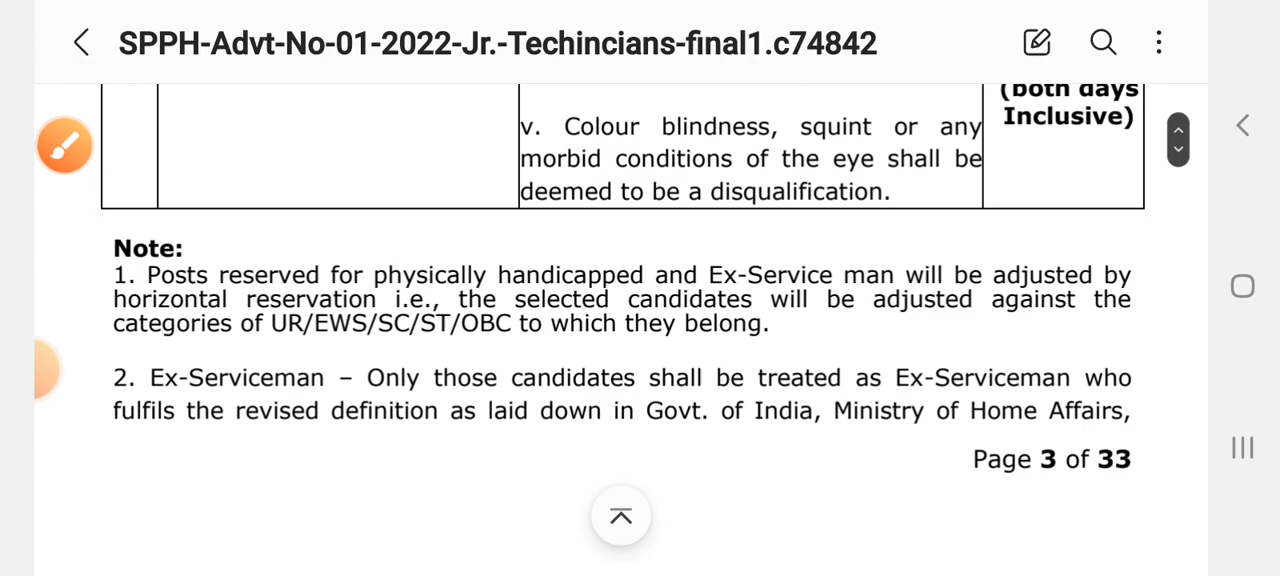 SPPH-Advt-No-01-2022-Jr.-Techincians-final1.c74842
(both days
Inclusive)
v. Colour blindness, squint or any
morbid conditions of the eye shall be
deemed to be a disqualification.
Note:
1. Posts reserved for physically handicapped and Ex-Service man will be adjusted by
horizontal reservation i.e., the selected candidates will be adjusted against the
categories of UR/EWS/SC/ST/OBC to which they belong.
2. Ex-Serviceman – Only those candidates shall be treated as Ex-Serviceman who
fulfils the revised definition as laid down in Govt. of India, Ministry of Home Affairs,
Page 3 of 33